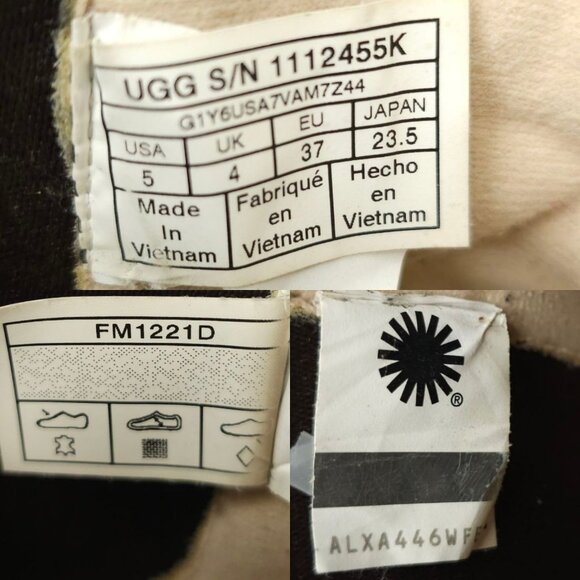 UGG S/N 1112455K
G1Y6USA7VAM7Z44
USA UK EU JAPAN
5 4 37 23.5
Made In Vietnam
Fabriqué en Vietnam
Hecho en Vietnam
FM1221D
®